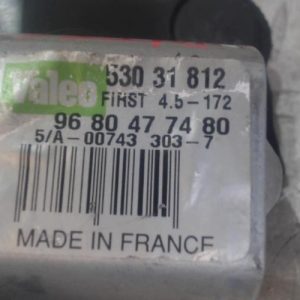 Valeo 530 31 812
FIRST 4.5-172
96 80 47 74 80
5/A-00743 303-7
MADE IN FRANCE